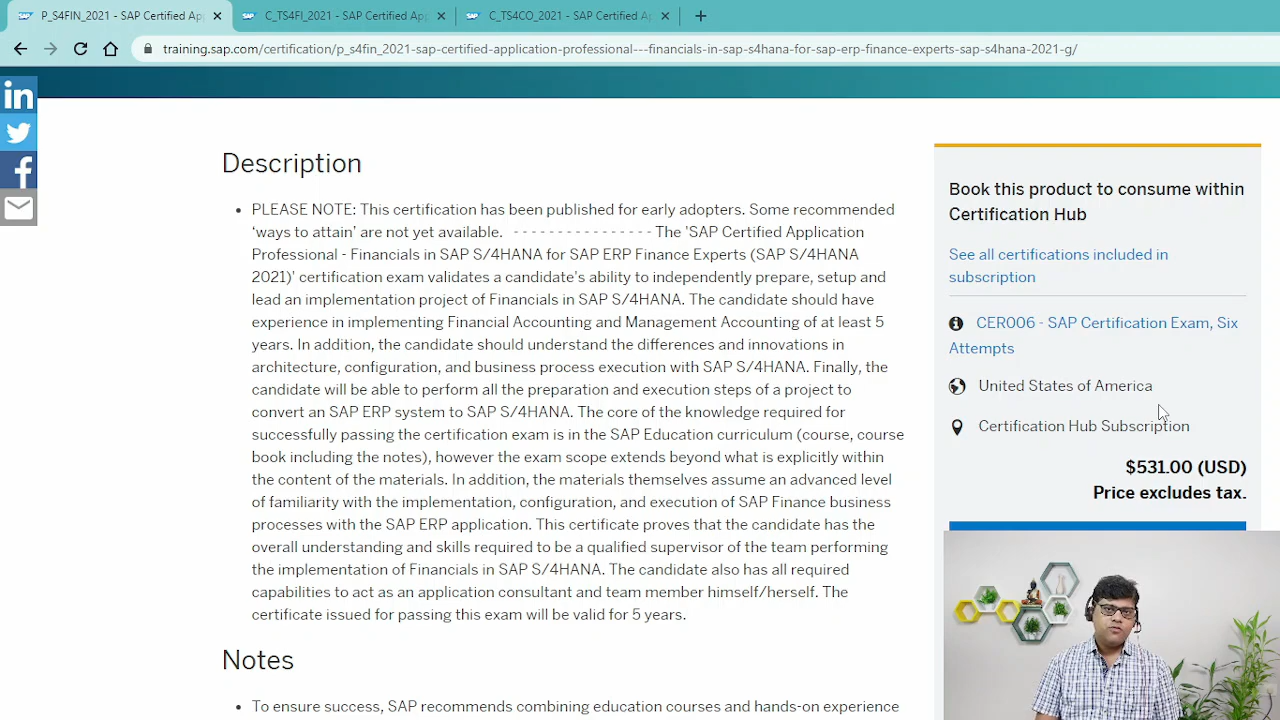 P_S4FIN_2021 - SAP Certified Ap
C_TS4FI_2021 - SAP Certified App
C_TS4CO_2021 - SAP Certified A
training.sap.com/certification/p_s4fin_2021-sap-certified-application-professional---financials-in-sap-s4hana-for-sap-erp-finance-experts-sap-s4hana-2021-g/
in
f
Description
• PLEASE NOTE: This certification has been published for early adopters. Some recommended
‘ways to attain’ are not yet available. - - - - - - - - - - - - - - - The 'SAP Certified Application
Professional - Financials in SAP S/4HANA for SAP ERP Finance Experts (SAP S/4HANA
2021)' certification exam validates a candidate's ability to independently prepare, setup and
lead an implementation project of Financials in SAP S/4HANA. The candidate should have
experience in implementing Financial Accounting and Management Accounting of at least 5
years. In addition, the candidate should understand the differences and innovations in
architecture, configuration, and business process execution with SAP S/4HANA. Finally, the
candidate will be able to perform all the preparation and execution steps of a project to
convert an SAP ERP system to SAP S/4HANA. The core of the knowledge required for
successfully passing the certification exam is in the SAP Education curriculum (course, course
book including the notes), however the exam scope extends beyond what is explicitly within
the content of the materials. In addition, the materials themselves assume an advanced level
of familiarity with the implementation, configuration, and execution of SAP Finance business
processes with the SAP ERP application. This certificate proves that the candidate has the
overall understanding and skills required to be a qualified supervisor of the team performing
the implementation of Financials in SAP S/4HANA. The candidate also has all required
capabilities to act as an application consultant and team member himself/herself. The
certificate issued for passing this exam will be valid for 5 years.
Notes
• To ensure success, SAP recommends combining education courses and hands-on experience
Book this product to consume within
Certification Hub
See all certifications included in
subscription
CER006 - SAP Certification Exam, Six
Attempts
United States of America
Certification Hub Subscription
$531.00 (USD)
Price excludes tax.